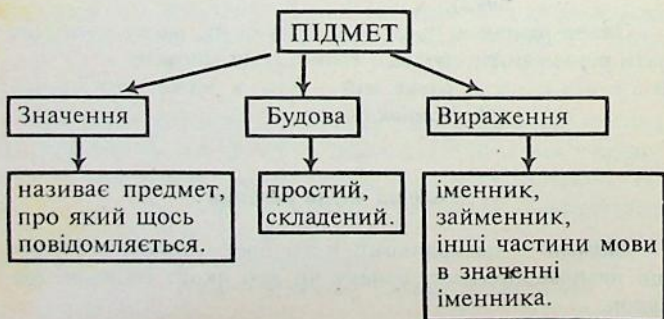 ПІДМЕТ
Значення
Будова
Вираження
називає предмет,
про який щось
повідомляється.
простий,
складений.
іменник,
займенник,
інші частини мови
в значенні
іменника.